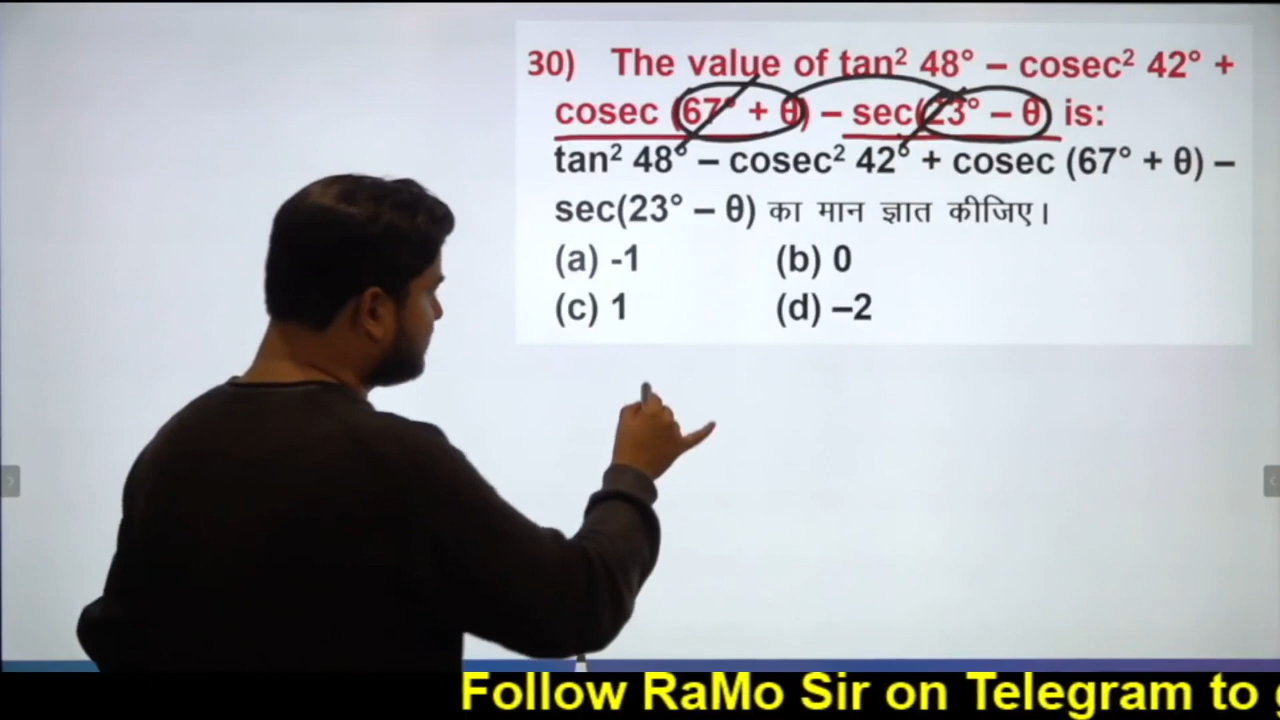 30) The value of tan² 48° – cosec² 42° +
cosec (67° + θ) – sec(23° – θ) is:
tan² 48° – cosec² 42° + cosec (67° + θ) –
sec(23° – θ) का मान ज्ञात कीजिए।
(a) -1 (b) 0
(c) 1 (d) –2
Follow RaMo Sir on Telegram to